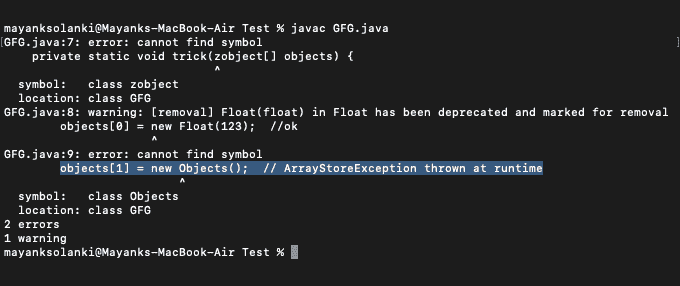 mayanksolanki@Mayanks-MacBook-Air Test % javac GFG.java
GFG.java:7: error: cannot find symbol
    private static void trick(zobject[] objects) {
                              ^
  symbol:   class zobject
  location: class GFG
GFG.java:8: warning: [removal] Float(float) in Float has been deprecated and marked for removal
        objects[0] = new Float(123);  //ok
                     ^
GFG.java:9: error: cannot find symbol
        objects[1] = new Objects();  // ArrayStoreException thrown at runtime
                         ^
  symbol:   class Objects
  location: class GFG
2 errors
1 warning
mayanksolanki@Mayanks-MacBook-Air Test %